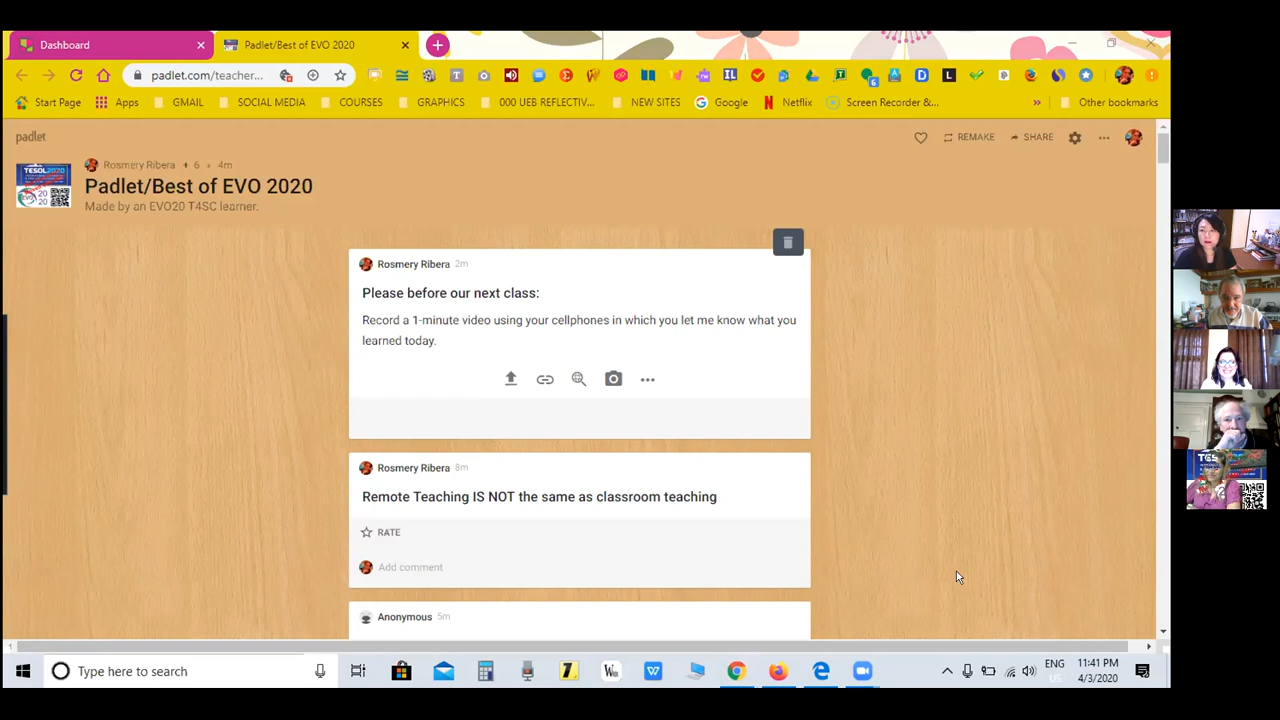 Dashboard
Padlet/Best of EVO 2020
padlet.com/teacher...
Start Page
Apps
GMAIL
SOCIAL MEDIA
COURSES
GRAPHICS
000 UEB REFLECTIV...
NEW SITES
Google
Netflix
Screen Recorder &...
Other bookmarks
padlet
REMAKE
SHARE
TESOL2020
Rosmery Ribera 6 4m
Padlet/Best of EVO 2020
Made by an EVO20 T4SC learner.
Rosmery Ribera 2m
Please before our next class:
Record a 1-minute video using your cellphones in which you let me know what you
learned today.
Rosmery Ribera 8m
Remote Teaching IS NOT the same as classroom teaching
RATE
Add comment
Anonymous 5m
Type here to search
ENG
US
11:41 PM
4/3/2020